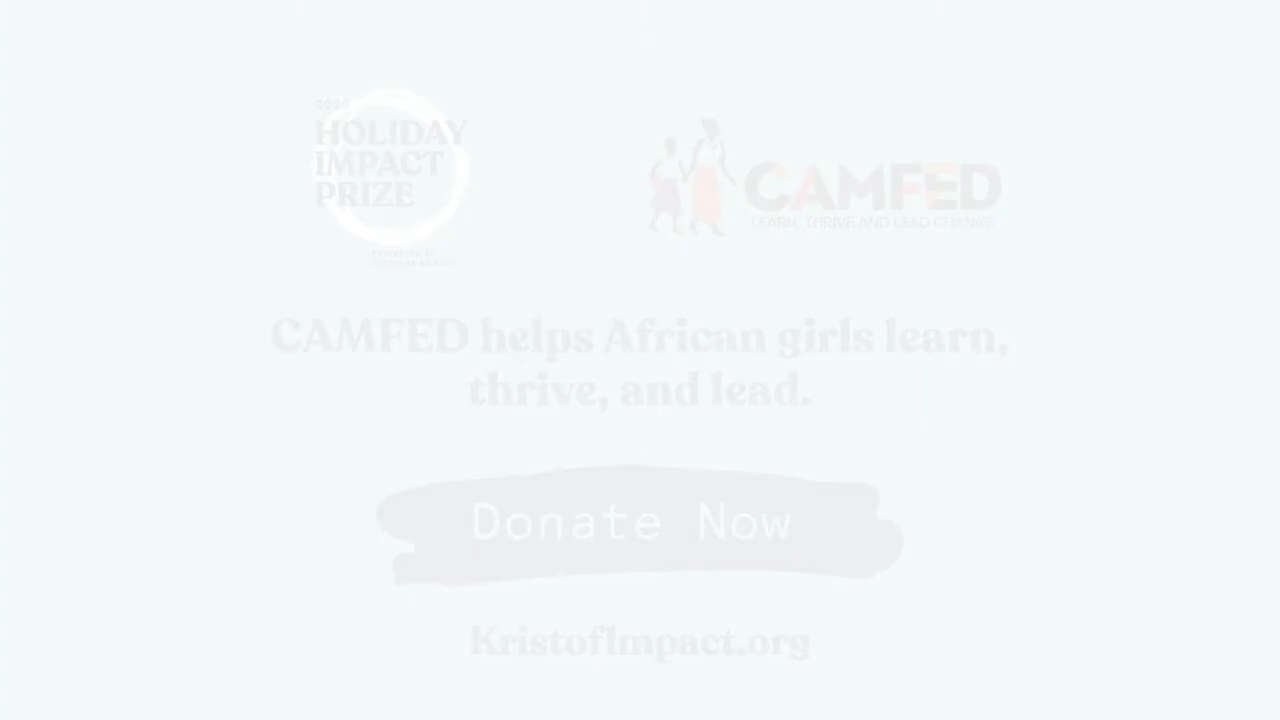 2020
HOLIDAY
IMPACT
PRIZE
CAMFED
LEARN, THRIVE AND LEAD CHANGE
CAMFED helps African girls learn,
thrive, and lead.
Donate Now
KristofImpact.org